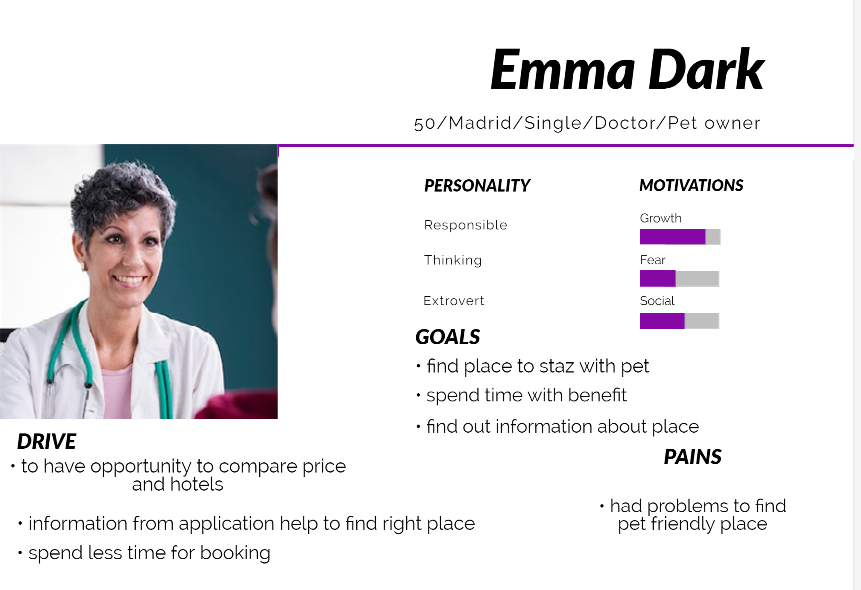 Emma Dark
50/Madrid/Single/Doctor/Pet owner
PERSONALITY
Responsible
Thinking
Extrovert
MOTIVATIONS
Growth
Fear
Social
GOALS
• find place to staz with pet
• spend time with benefit
• find out information about place
DRIVE
• to have opportunity to compare price
and hotels
• information from application help to find right place
• spend less time for booking
PAINS
• had problems to find
pet friendly place